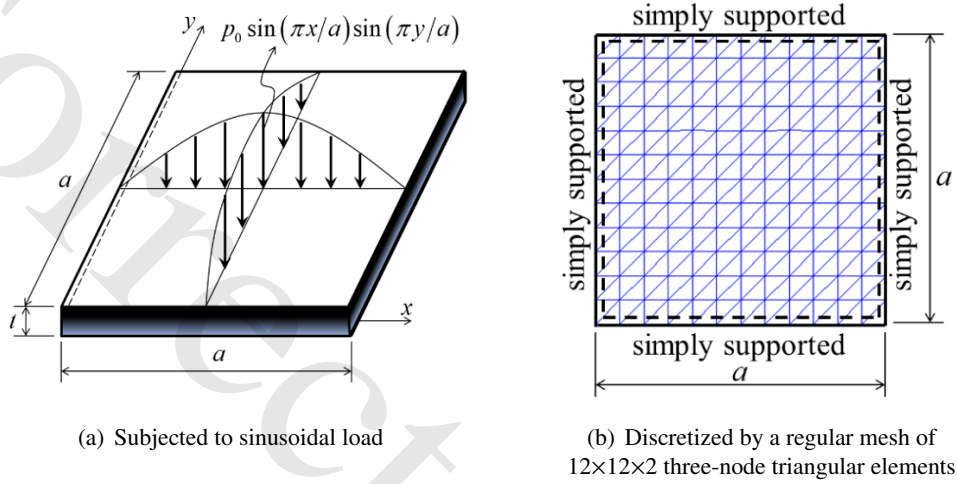 y p₀ sin(πx/a)sin(πy/a)
a
t
x
a
(a) Subjected to sinusoidal load
simply supported
simply supported
simply supported
a
simply supported
a
(b) Discretized by a regular mesh of
12×12×2 three-node triangular elements
orrect